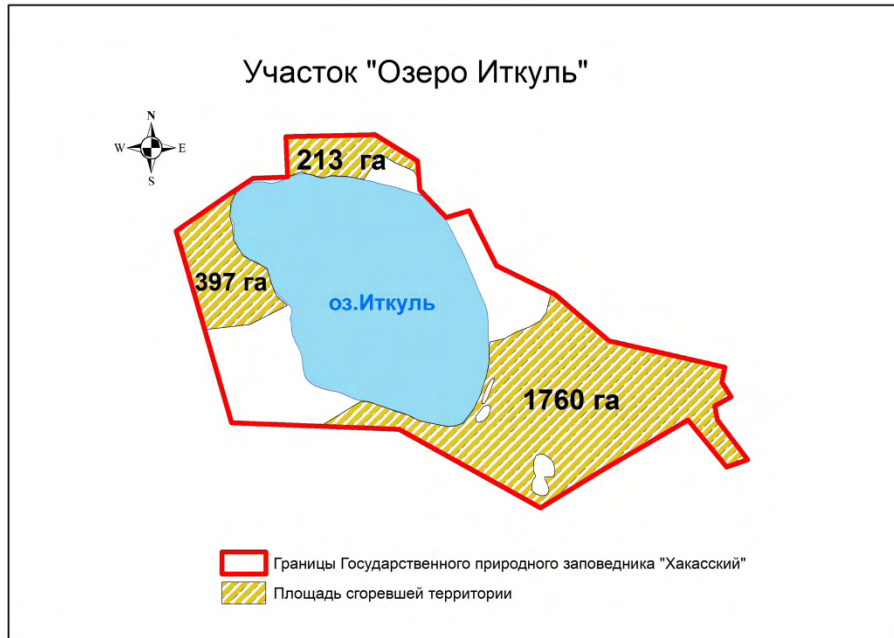 Участок "Озеро Иткуль"
N
W E
S
213 га
397 га
оз.Иткуль
1760 га
Границы Государственного природного заповедника "Хакасский"
Площадь сгоревшей территории